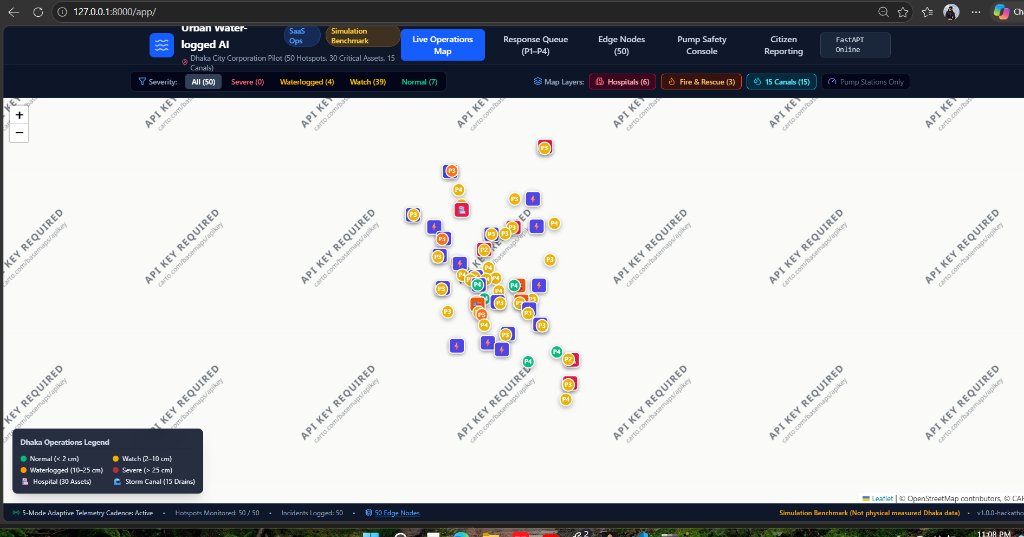 127.0.0.1:8000/app/
Urban Water-
logged AI
SaaS
Ops
Simulation
Benchmark
Dhaka City Corporation Pilot (50 Hotspots, 30 Critical Assets, 15
Canals)
Live Operations
Map
Response Queue
(P1–P4)
Edge Nodes
(50)
Pump Safety
Console
Citizen
Reporting
FastAPI
Online
Severity: All (50) Severe (0) Waterlogged (4) Watch (39) Normal (7)
Map Layers: Hospitals (6) Fire & Rescue (3) 15 Canals (15) Pump Stations Only
+
−
API KEY REQUIRED
carto.com/basemaps/apikey
Dhaka Operations Legend
Normal (< 2 cm) Watch (2–10 cm)
Waterlogged (10–25 cm) Severe (> 25 cm)
Hospital (30 Assets) Storm Canal (15 Drains)
Leaflet | © OpenStreetMap contributors, ©
5-Mode Adaptive Telemetry Cadence: Active • Hotspots Monitored: 50 / 50 • Incidents Logged: 50 • 50 Edge Nodes
Simulation Benchmark (Not physical measured Dhaka data) •
11:08 PM